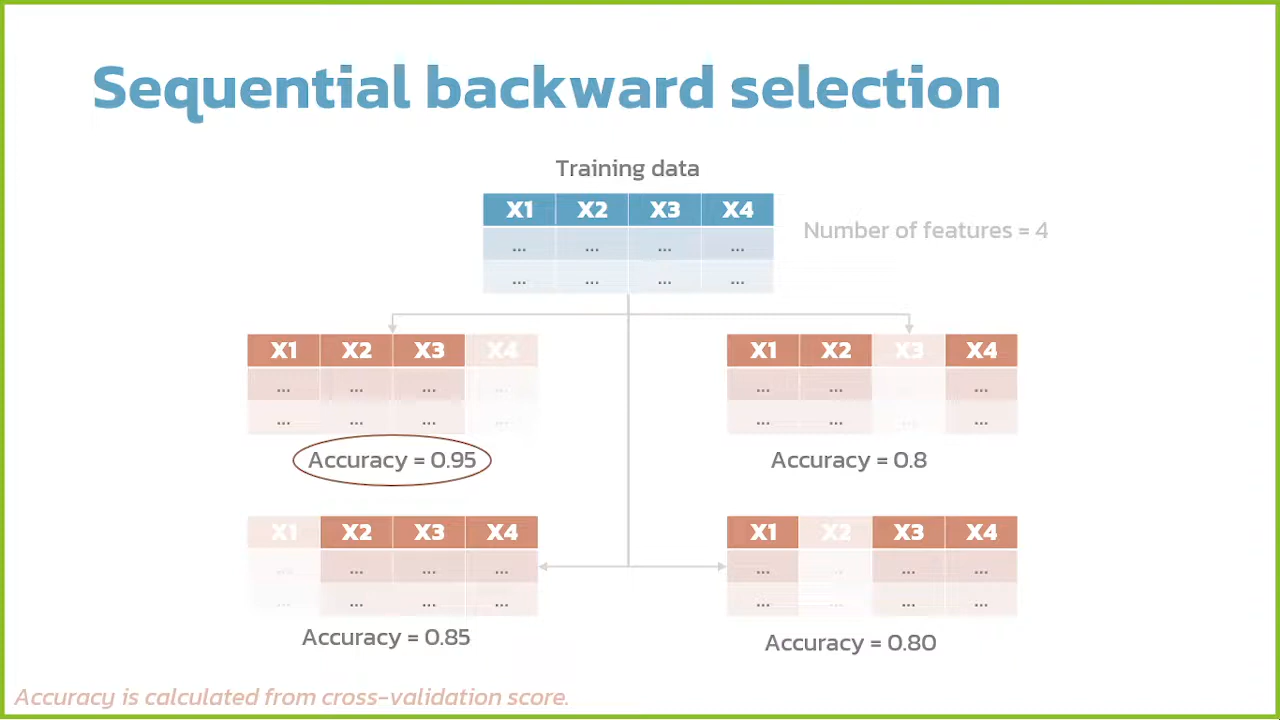 Sequential backward selection
Training data
X1 X2 X3 X4
... ... ... ...
... ... ... ...
Number of features = 4
X1 X2 X3 X4
... ... ... ...
... ... ... ...
Accuracy = 0.95
X1 X2 X3 X4
... ... ...
... ... ... ...
Accuracy = 0.8
X1 X2 X3 X4
... ... ... ...
... ... ... ...
Accuracy = 0.85
X1 X2 X3 X4
... ... ... ...
... ... ... ...
Accuracy = 0.80
Accuracy is calculated from cross-validation score.